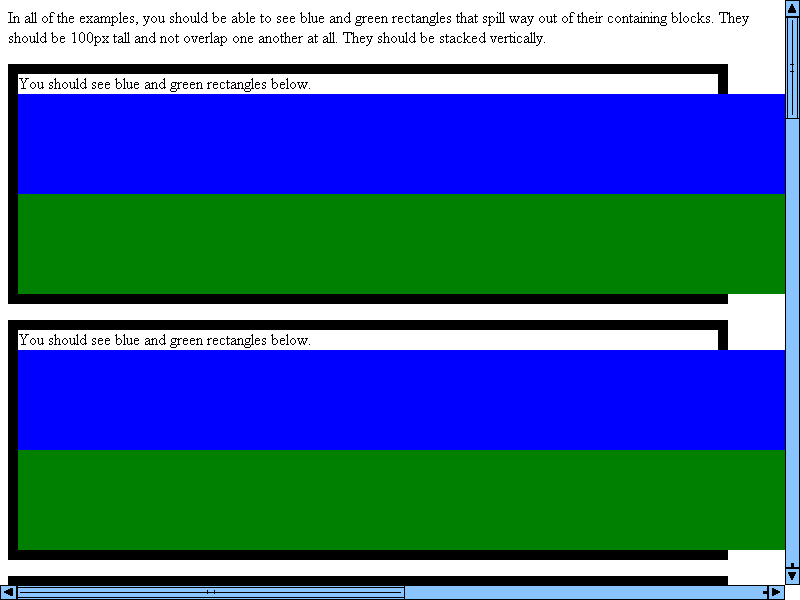 In all of the examples, you should be able to see blue and green rectangles that spill way out of their containing blocks. They
should be 100px tall and not overlap one another at all. They should be stacked vertically.
You should see blue and green rectangles below.
You should see blue and green rectangles below.